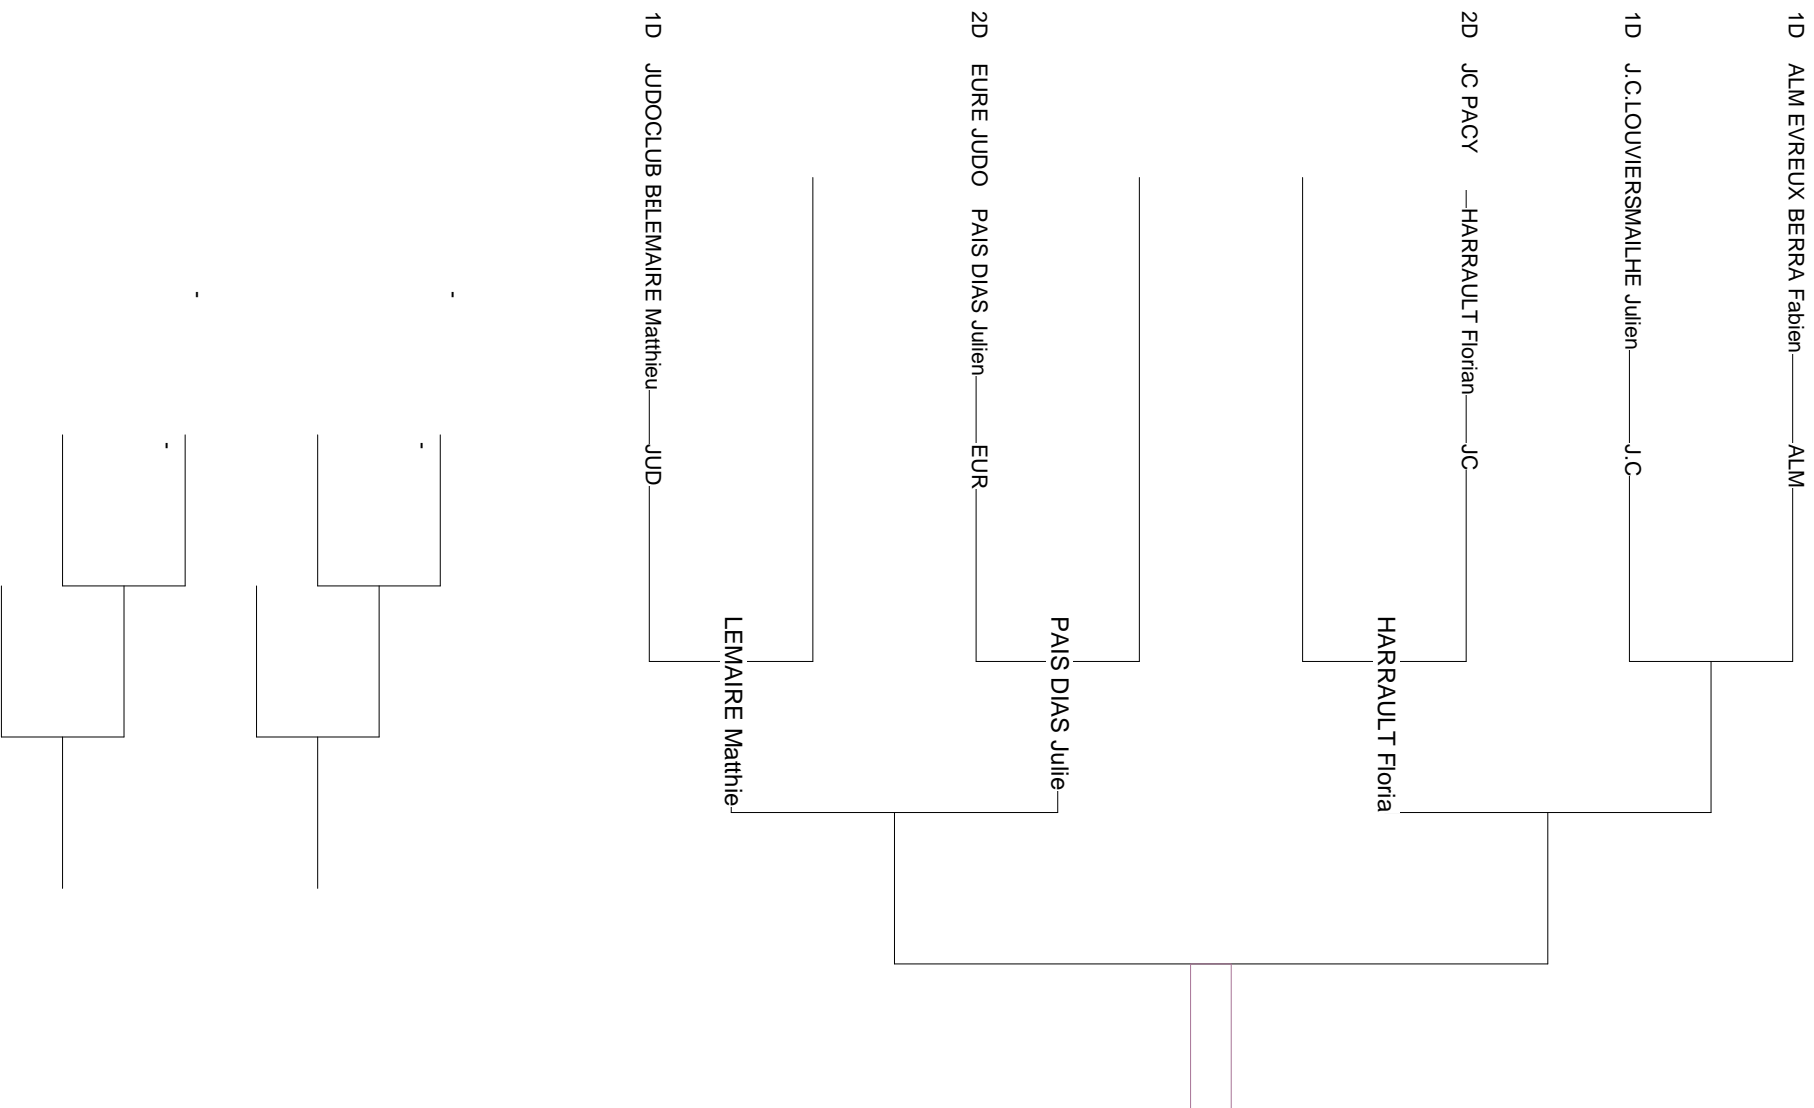 1D ALM EVREUX BERRA Fabien ALM
1D J.C.LOUVIERSMAILHE Julien J.C
2D JC PACY HARRAULT Florian JC
HARRAULT Floria
2D EURE JUDO PAIS DIAS Julien EUR
PAIS DIAS Julie
LEMAIRE Matthie
1D JUDOCLUB BELEMAIRE Matthieu JUD
-
-
-
-